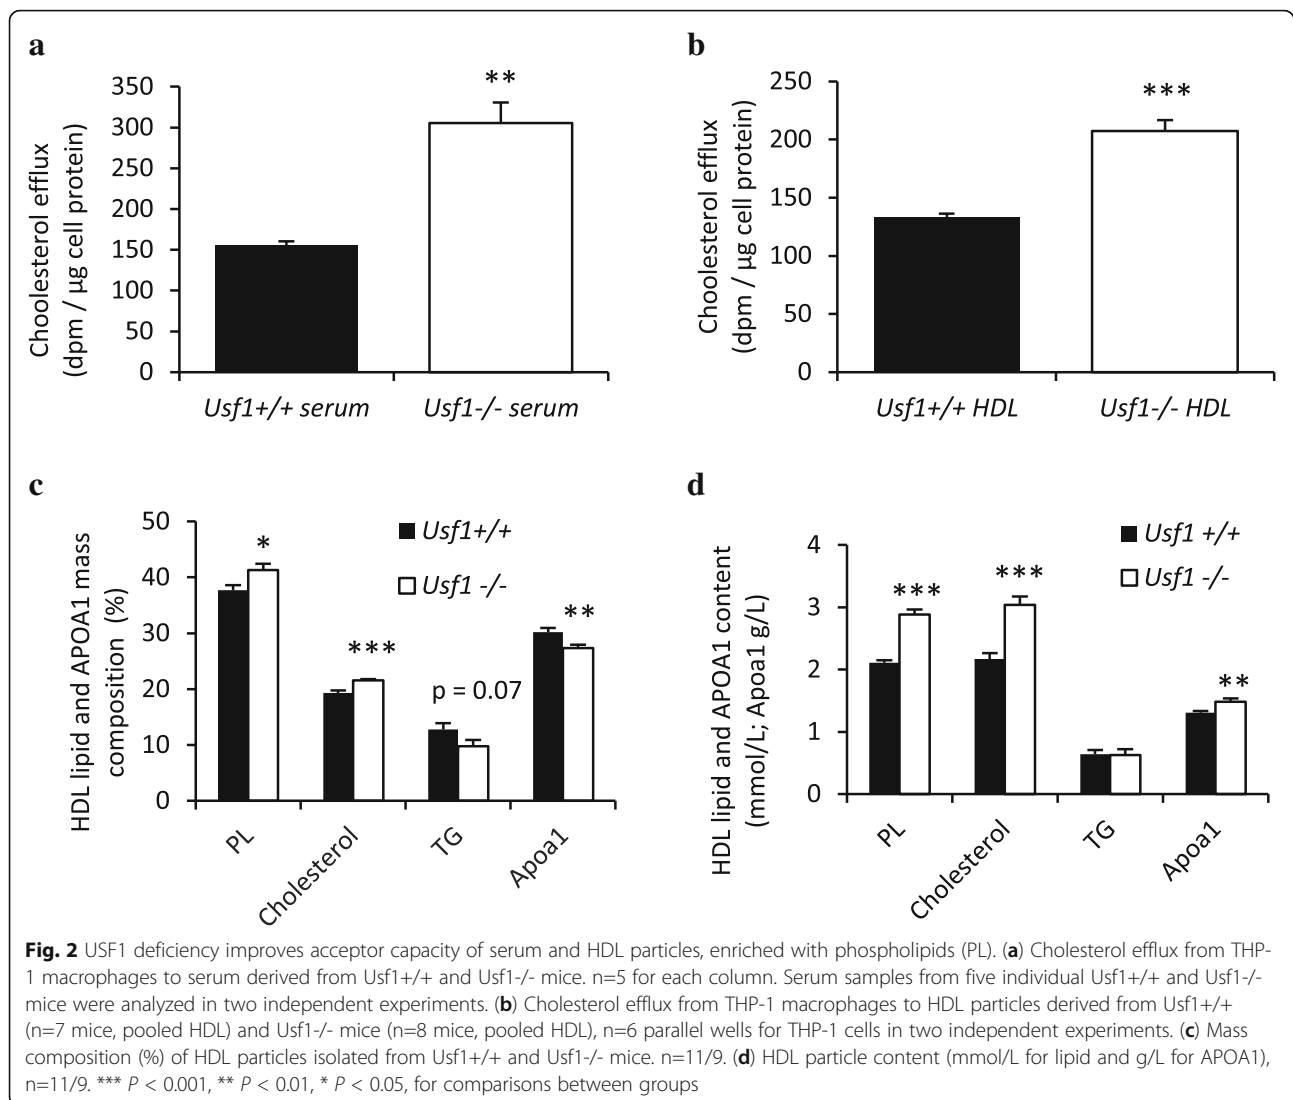 a
**
350
300
250
200
150
100
50
0
Choolesterol efflux
(dpm / µg cell protein)
Usf1+/+ serum
Usf1-/- serum
b
***
250
200
150
100
50
0
Choolesterol efflux
(dpm / µg cell protein)
Usf1+/+ HDL
Usf1-/- HDL
c
50
40
30
20
10
0
HDL lipid and APOA1 mass
composition (%)
Usf1+/+
Usf1 -/-
*
***
p = 0.07
**
PL
Cholesterol
TG
Apoa1
d
4
3
2
1
0
HDL lipid and APOA1 content
(mmol/L; Apoa1 g/L)
Usf1 +/+
Usf1 -/-
***
***
**
PL
Cholesterol
TG
Apoa1
Fig. 2 USF1 deficiency improves acceptor capacity of serum and HDL particles, enriched with phospholipids (PL). (a) Cholesterol efflux from THP-
1 macrophages to serum derived from Usf1+/+ and Usf1-/- mice. n=5 for each column. Serum samples from five individual Usf1+/+ and Usf1-/-
mice were analyzed in two independent experiments. (b) Cholesterol efflux from THP-1 macrophages to HDL particles derived from Usf1+/+
(n=7 mice, pooled HDL) and Usf1-/- mice (n=8 mice, pooled HDL), n=6 parallel wells for THP-1 cells in two independent experiments. (c) Mass
composition (%) of HDL particles isolated from Usf1+/+ and Usf1-/- mice. n=11/9. (d) HDL particle content (mmol/L for lipid and g/L for APOA1),
n=11/9. *** P < 0.001, ** P < 0.01, * P < 0.05, for comparisons between groups